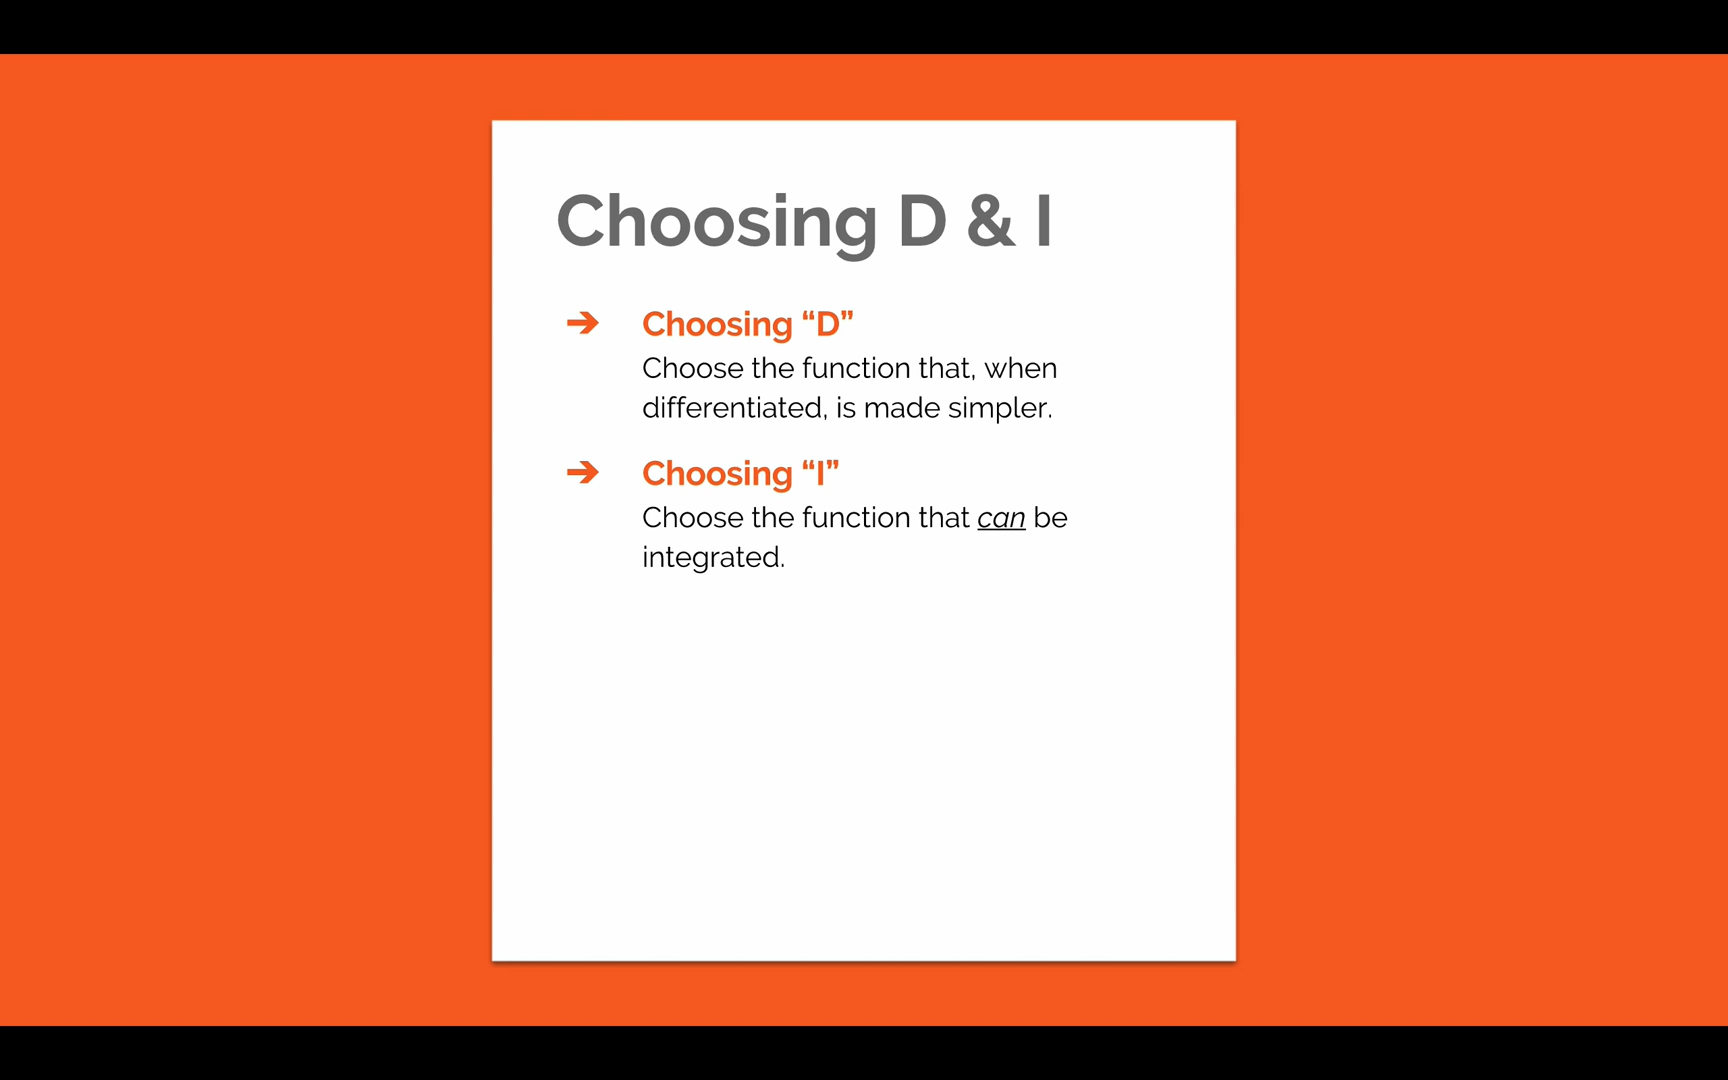 Choosing D & I
➔ Choosing “D”
Choose the function that, when
differentiated, is made simpler.
➔ Choosing “I”
Choose the function that can be
integrated.